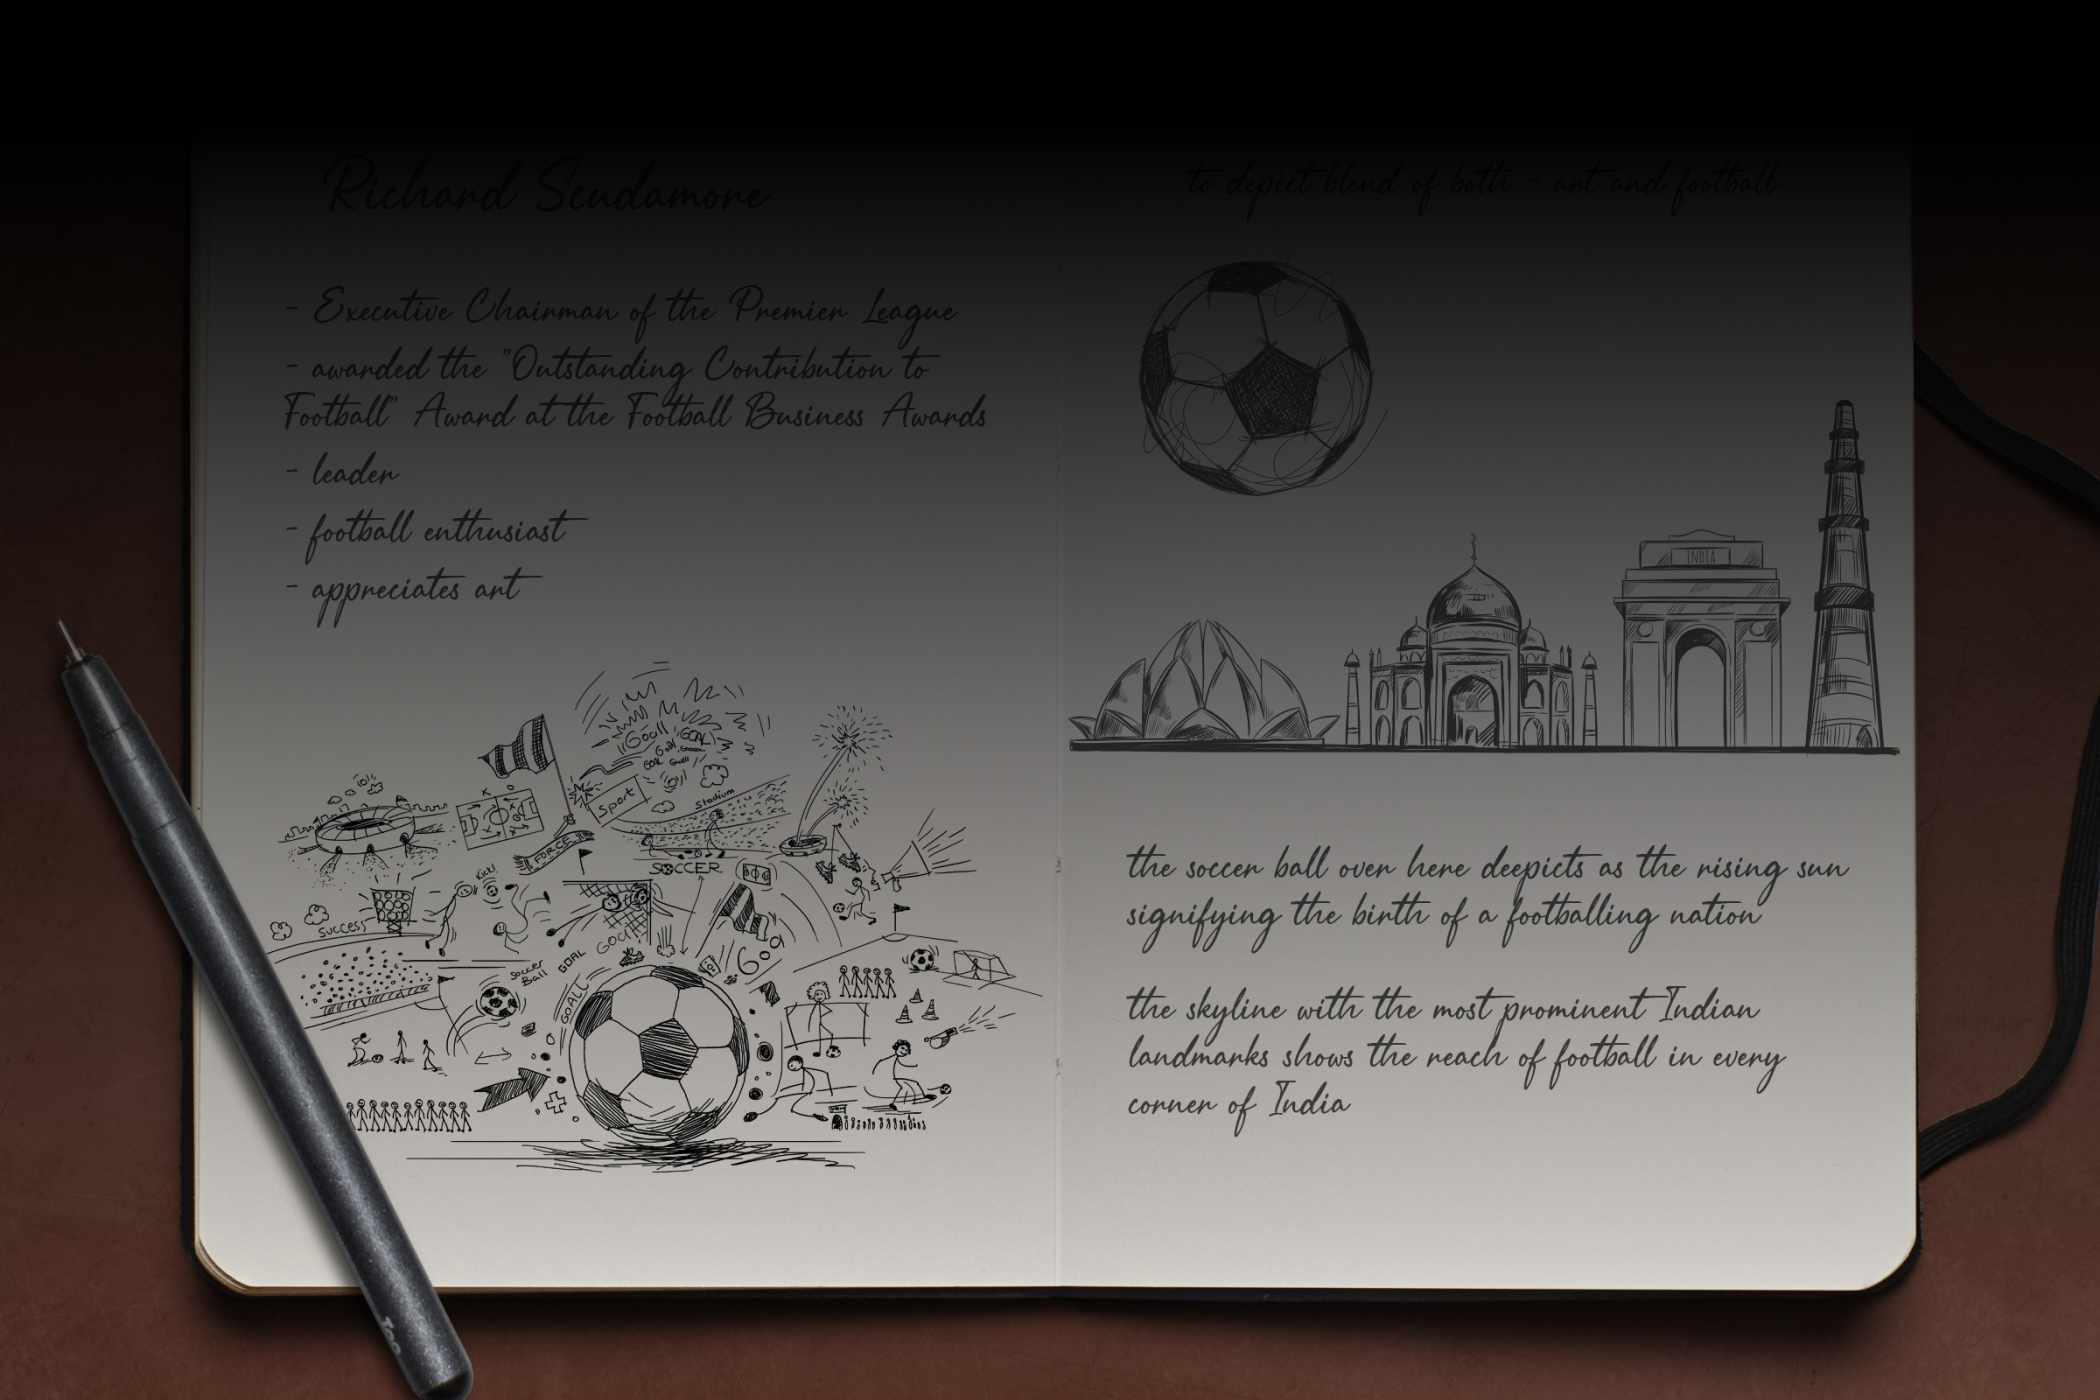 Richard Scudamore
- Executive Chairman of the Premier League
- awarded the "Outstanding Contribution to
Football" Award at the Football Business Awards
- leader
- football enthusiast
- appreciates art
Goall GOAL
Goal
GOAL Goall
Sport
Stadium
FORCE
SOCCER
Kick!
SUCCESS
GOAL
Soccer
Ball
GOAL
GOALL
to depict blend of both - art and football
INDIA
the soccer ball over here deepicts as the rising sun
signifying the birth of a footballing nation
the skyline with the most prominent Indian
landmarks shows the reach of football in every
corner of India